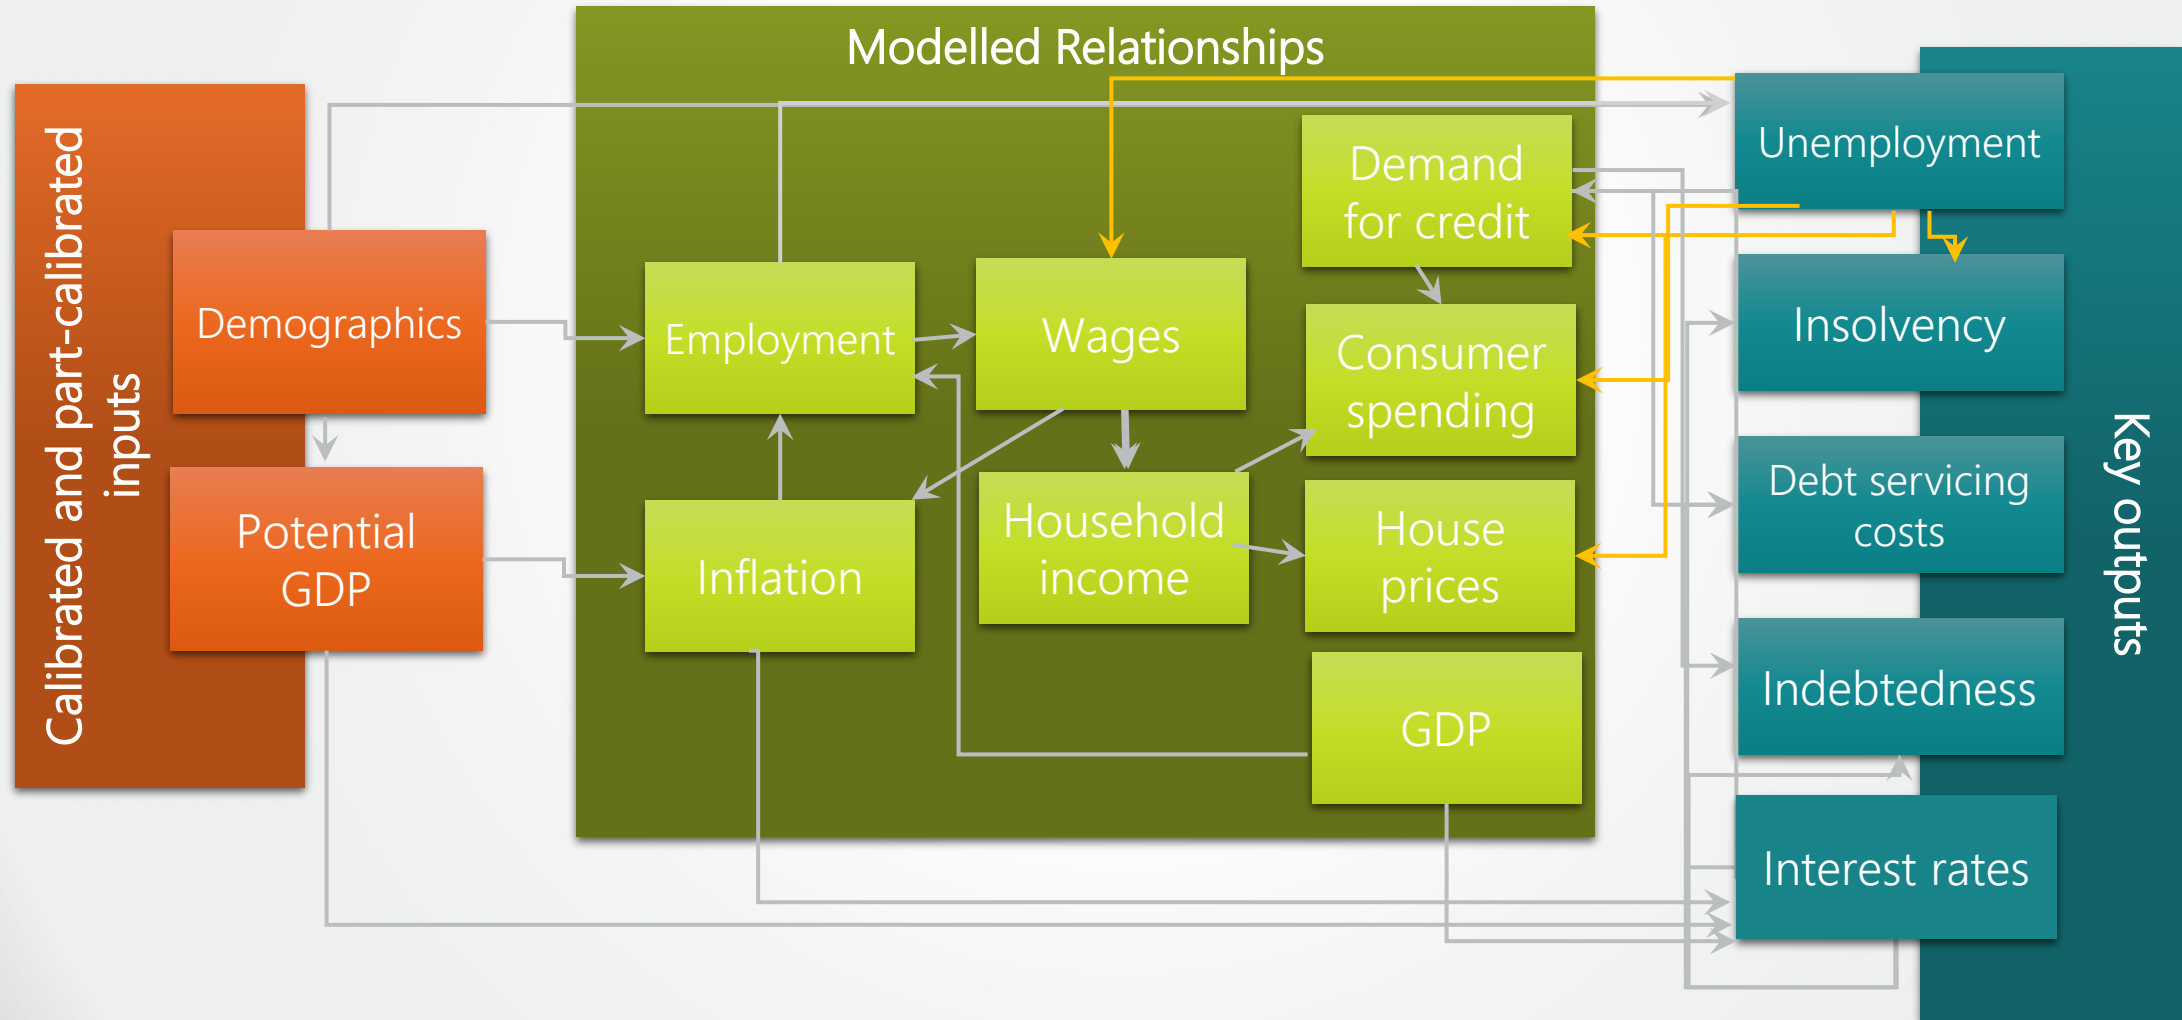 Calibrated and part-calibrated
inputs
Demographics
Potential
GDP
Modelled Relationships
Employment
Wages
Demand
for credit
Consumer
spending
Inflation
Household
income
House
prices
GDP
Unemployment
Insolvency
Debt servicing
costs
Indebtedness
Interest rates
Key outputs